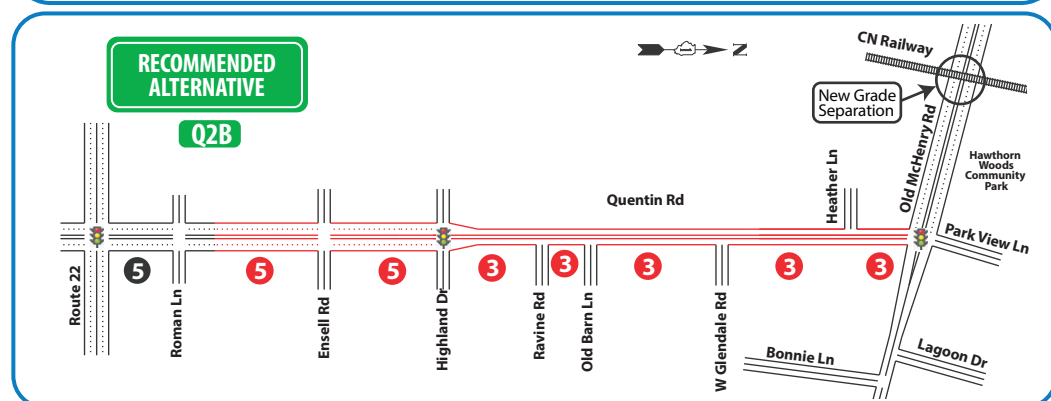 RECOMMENDED
ALTERNATIVE
Q2B
N
CN Railway
New Grade
Separation
Old McHenry Rd
Hawthorn
Woods
Community
Park
Heather Ln
Quentin Rd
Park View Ln
5
5
5
3
3
3
3
3
Route 22
Roman Ln
Ensell Rd
Highland Dr
Ravine Rd
Old Barn Ln
W Glendale Rd
Bonnie Ln
Lagoon Dr